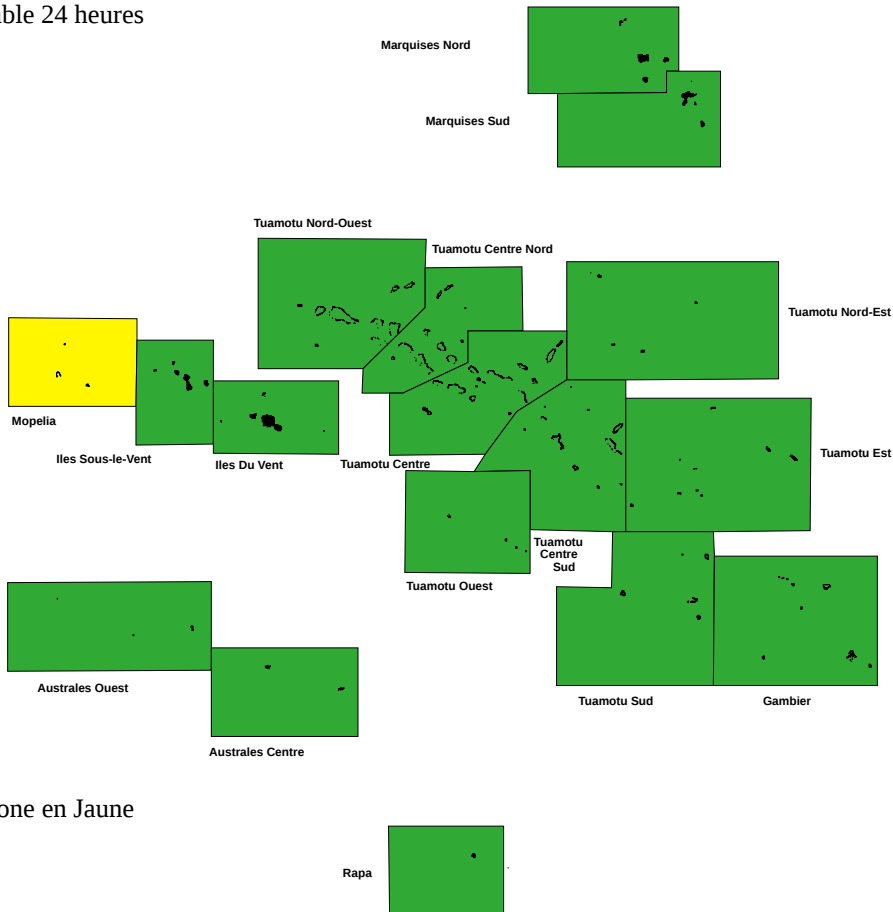 ble 24 heures
Marquises Nord
Marquises Sud
Tuamotu Nord-Ouest
Tuamotu Centre Nord
Tuamotu Nord-Est
Mopelia
Iles Sous-le-Vent
Iles Du Vent
Tuamotu Centre
Tuamotu Est
Tuamotu
Centre
Sud
Tuamotu Ouest
Australes Ouest
Tuamotu Sud
Gambier
Australes Centre
one en Jaune
Rapa